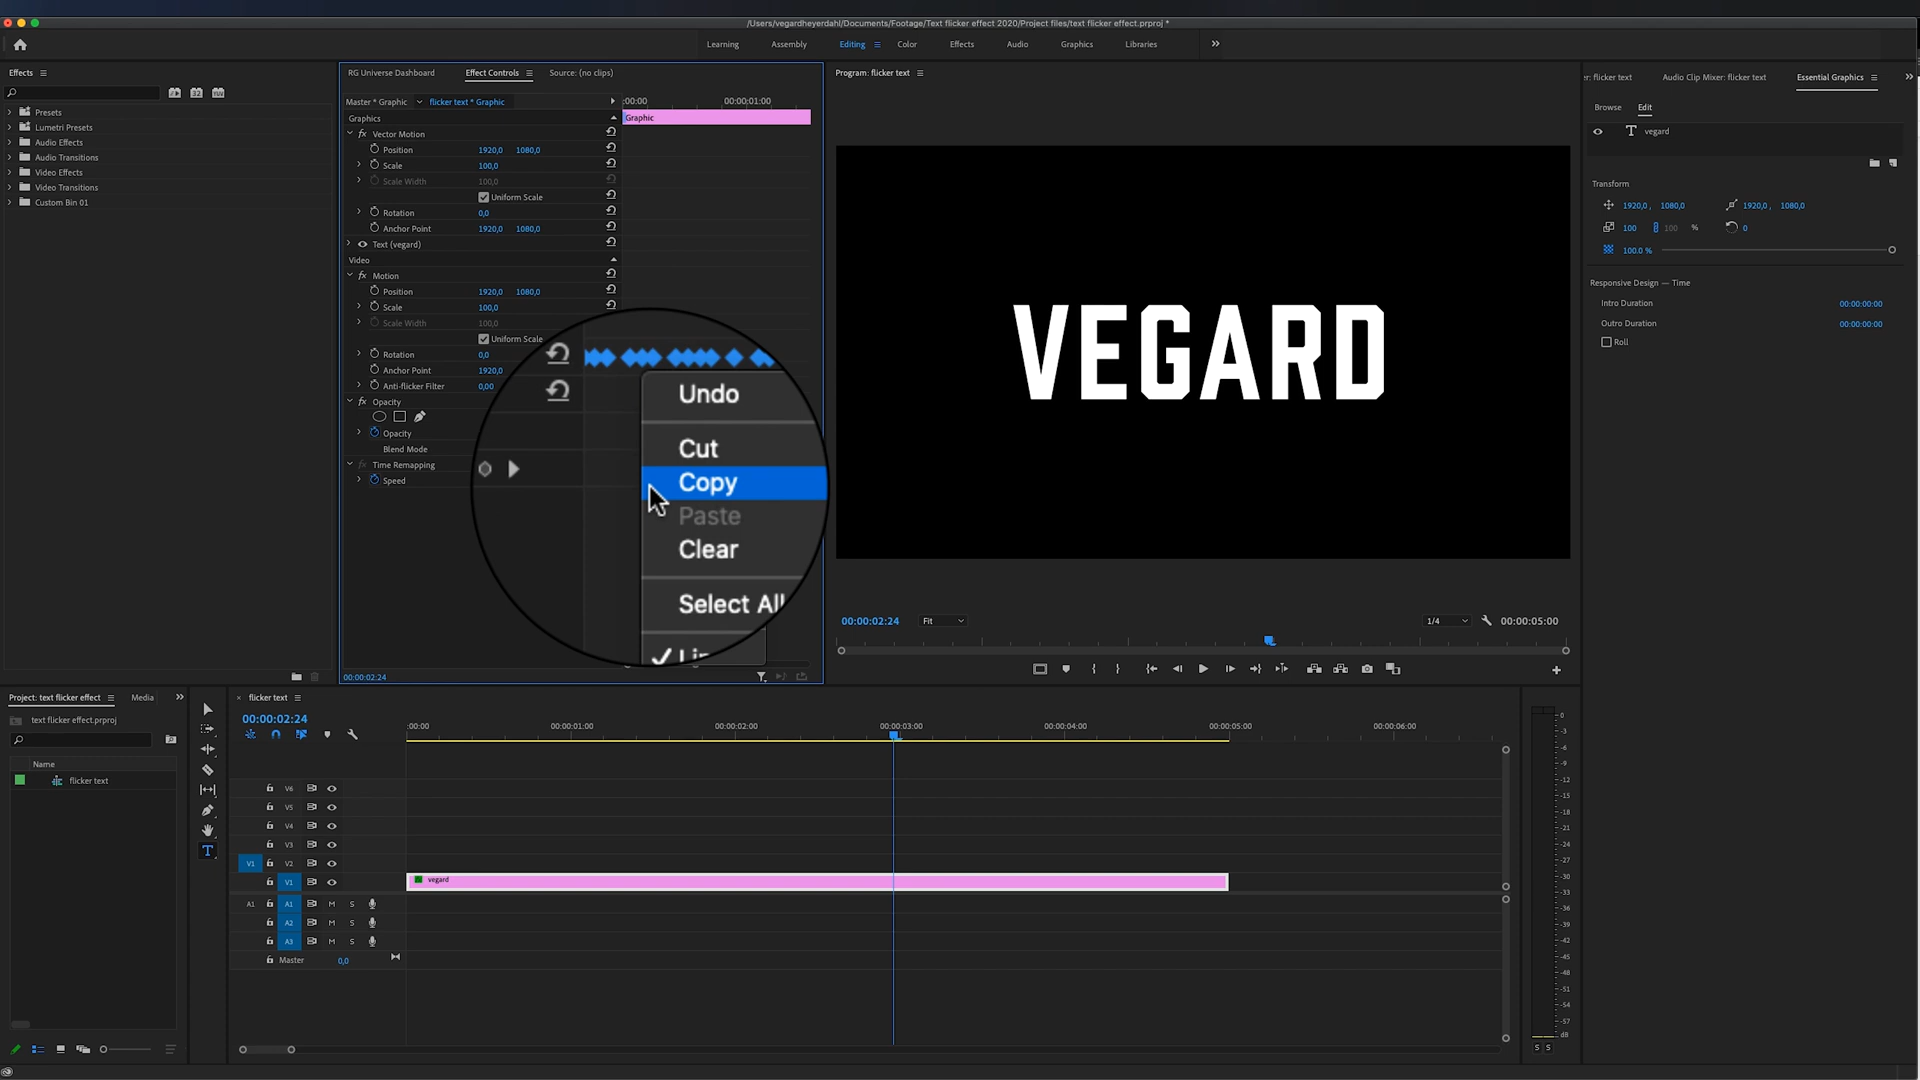 /Users/vegardheyerdahl/Documents/Footage/Text flicker effect 2020/Project files/text flicker effect.prproj *
Learning Assembly Editing Color Effects Audio Graphics Libraries
Effects
Presets
Lumetri Presets
Audio Effects
Audio Transitions
Video Effects
Video Transitions
Custom Bin 01
RG Universe Dashboard Effect Controls Source: (no clips)
Master * Graphic flicker text * Graphic :00:00 00:00:01:00
Graphics Graphic
fx Vector Motion
Position 1920,0 1080,0
Scale 100,0
Scale Width 100,0
Uniform Scale
Rotation 0,0
Anchor Point 1920,0 1080,0
Text (vegard)
Video
fx Motion
Position 1920,0 1080,0
Scale 100,0
Scale Width 100,0
Uniform Scale
Rotation 0,0
Anchor Point 1920,0
Anti-flicker Filter 0,00
fx Opacity
Opacity
Blend Mode
fx Time Remapping
Speed
Undo
Cut
Copy
Paste
Clear
Select All
00:00:02:24
Program: flicker text
VEGARD
00:00:02:24 Fit 1/4 00:00:05:00
er: flicker text Audio Clip Mixer: flicker text Essential Graphics
Browse Edit
T vegard
Transform
1920,0 , 1080,0 1920,0 , 1080,0
100 100 % 0
100.0 %
Responsive Design — Time
Intro Duration 00:00:00:00
Outro Duration 00:00:00:00
Roll
Project: text flicker effect Media
text flicker effect.prproj
Name
flicker text
flicker text
00:00:02:24
:00:00 00:00:01:00 00:00:02:00 00:00:03:00 00:00:04:00 00:00:05:00 00:00:06:00
V6
V5
V4
V3
V1 V2
V1 vegard
A1 A1 M S
A2 M S
A3 M S
Master 0,0
0
-3
-6
-9
-12
-15
-18
-21
-24
-27
-30
-33
-36
-39
-42
-45
-48
-51
-54
-57
dB
S S